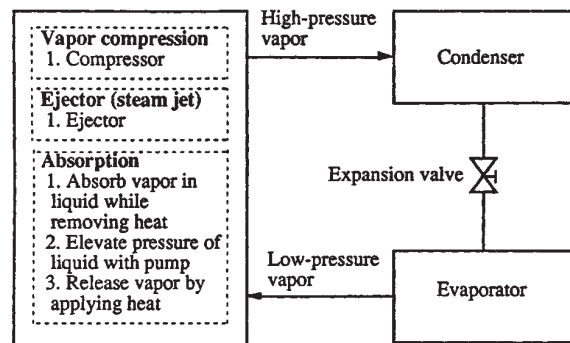 Vapor compression
1. Compressor
Ejector (steam jet)
1. Ejector
Absorption
1. Absorb vapor in
liquid while
removing heat
2. Elevate pressure of
liquid with pump
3. Release vapor by
applying heat
High-pressure
vapor
Condenser
Expansion valve
Low-pressure
vapor
Evaporator